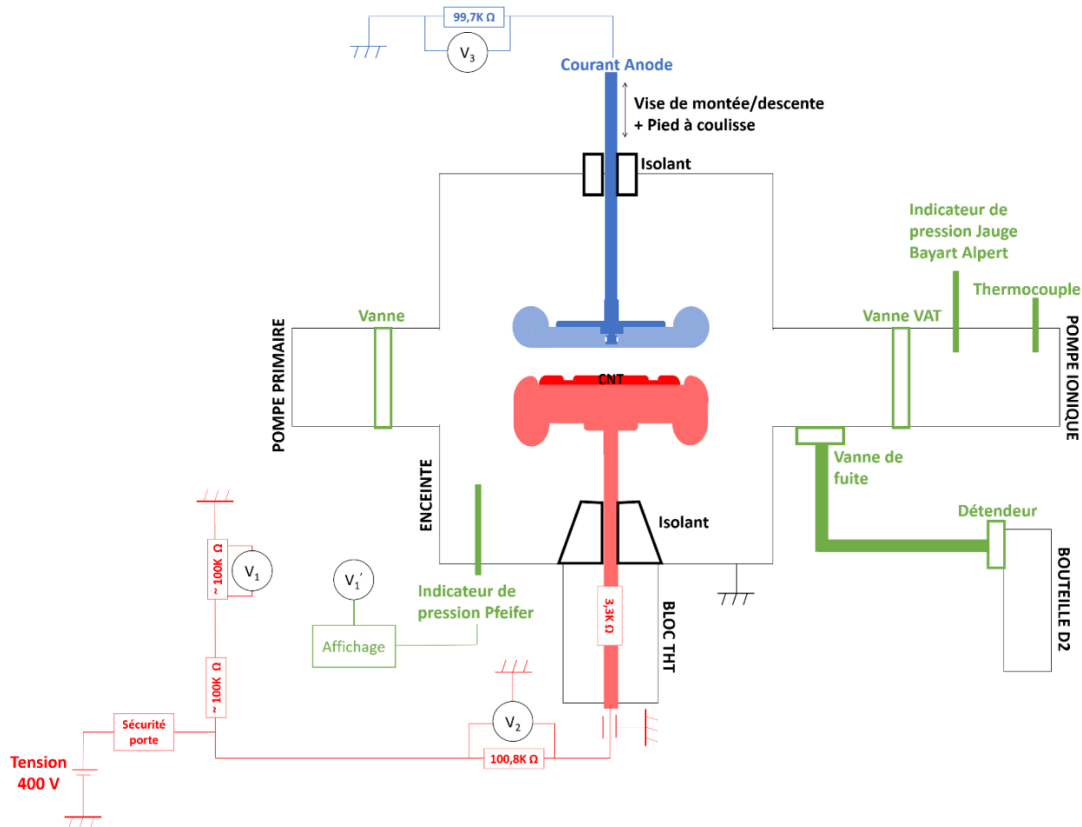 99,7K Ω
V3
Courant Anode
Vise de montée/descente
+ Pied à coulisse
Isolant
Indicateur de
pression Jauge
Bayart Alpert
Thermocouple
Vanne
Vanne VAT
POMPE PRIMAIRE
POMPE IONIQUE
CNT
Vanne de
fuite
ENCEINTE
Isolant
Détendeur
~ 100K Ω
V1
V1'
Indicateur de
pression Pfeifer
3,3K Ω
BLOC THT
BOUTEILLE D2
Affichage
~ 100K Ω
V2
Sécurité
porte
100,8K Ω
Tension
400 V